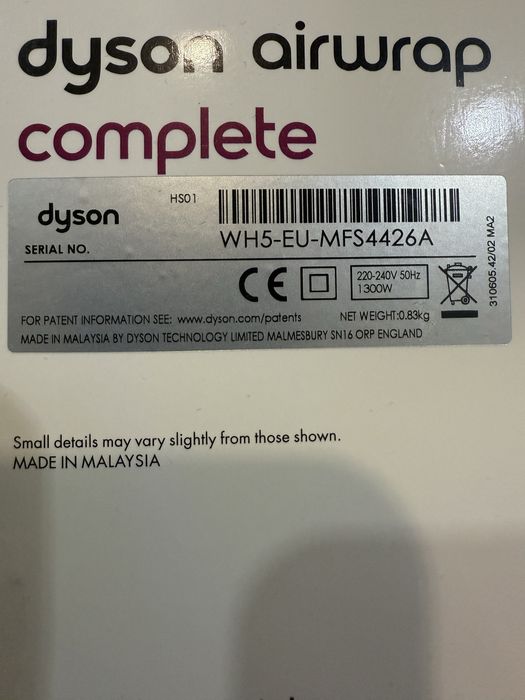 dyson airwrap
complete
dyson
HS01
SERIAL NO.
WH5-EU-MFS4426A
CE
220-240V 50Hz
1300W
310605.42/02 MA2
FOR PATENT INFORMATION SEE: www.dyson.com/patents
NET WEIGHT:0.83kg
MADE IN MALAYSIA BY DYSON TECHNOLOGY LIMITED MALMESBURY SN16 ORP ENGLAND
Small details may vary slightly from those shown.
MADE IN MALAYSIA